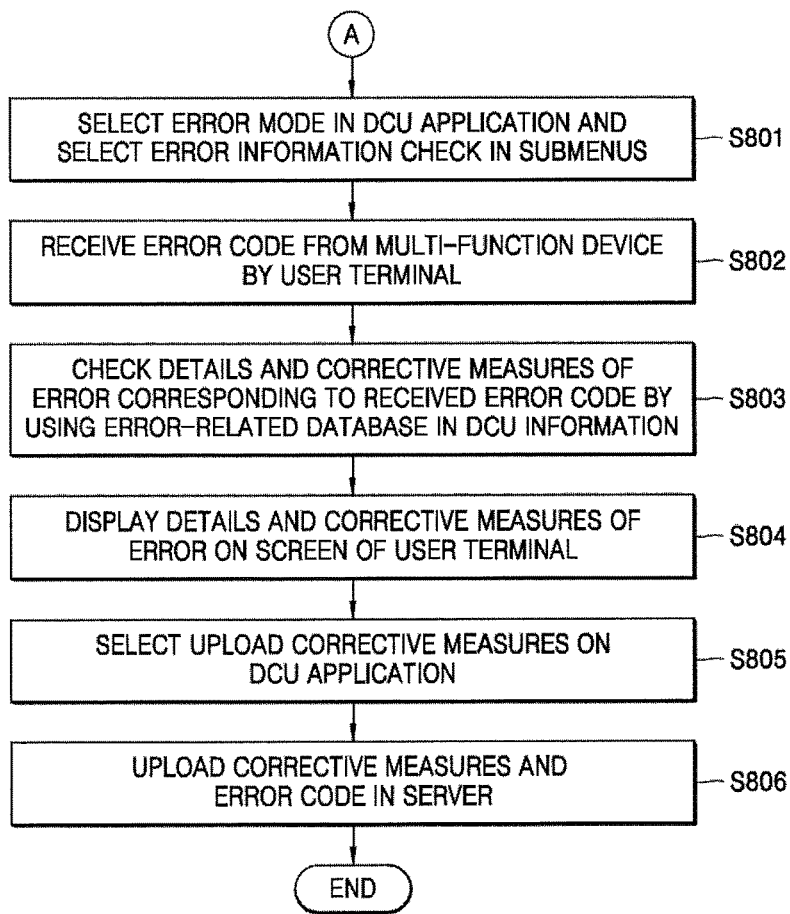 A
SELECT ERROR MODE IN DCU APPLICATION AND
SELECT ERROR INFORMATION CHECK IN SUBMENUS
S801
RECEIVE ERROR CODE FROM MULTI-FUNCTION DEVICE
BY USER TERMINAL
S802
CHECK DETAILS AND CORRECTIVE MEASURES OF
ERROR CORRESPONDING TO RECEIVED ERROR CODE BY
USING ERROR-RELATED DATABASE IN DCU INFORMATION
S803
DISPLAY DETAILS AND CORRECTIVE MEASURES OF
ERROR ON SCREEN OF USER TERMINAL
S804
SELECT UPLOAD CORRECTIVE MEASURES ON
DCU APPLICATION
S805
UPLOAD CORRECTIVE MEASURES AND
ERROR CODE IN SERVER
S806
END